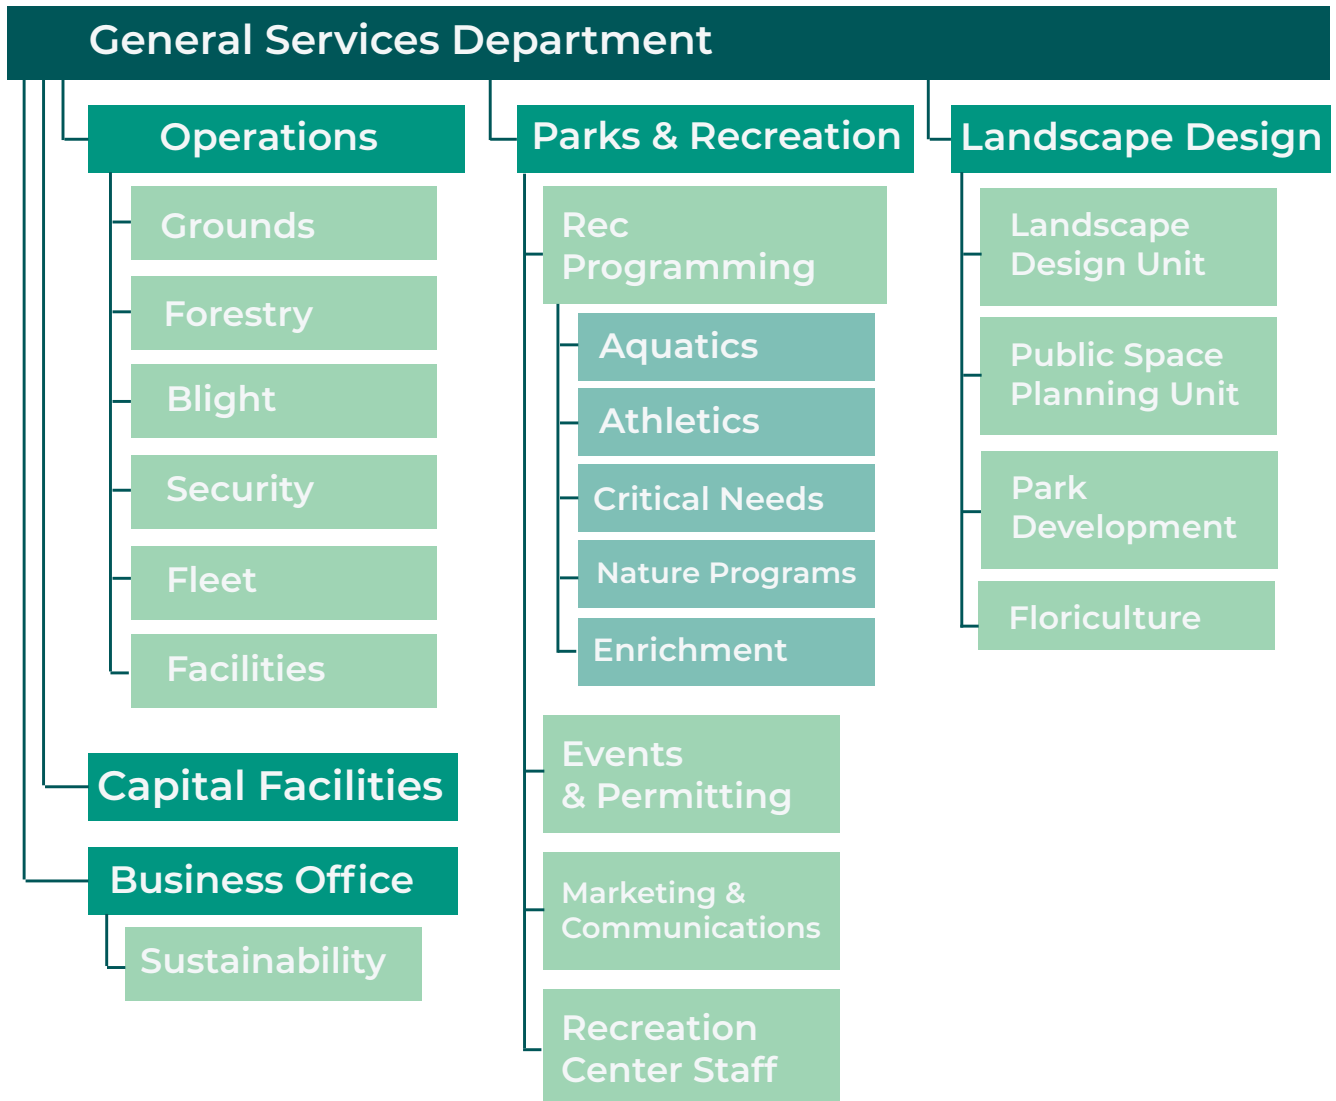 General Services Department
Operations
Grounds
Forestry
Blight
Security
Fleet
Facilities
Capital Facilities
Business Office
Sustainability
Parks & Recreation
Rec
Programming
Aquatics
Athletics
Critical Needs
Nature Programs
Enrichment
Events
& Permitting
Marketing &
Communications
Recreation
Center Staff
Landscape Design
Landscape
Design Unit
Public Space
Planning Unit
Park
Development
Floriculture